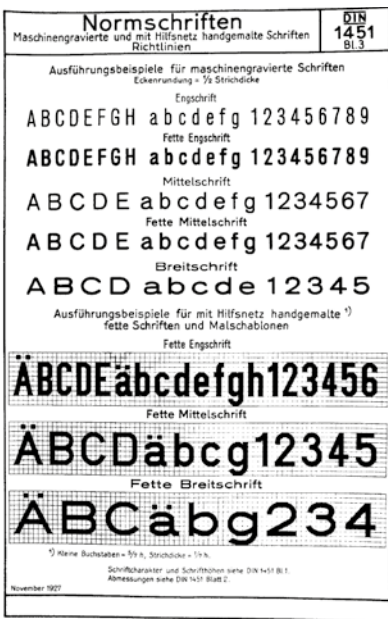 Normschriften
Maschinengravierte und mit Hilfsnetz handgemalte Schriften
Richtlinien
DIN
1451
Bl.3
Ausführungsbeispiele für maschinengravierte Schriften
Eckenrundung = ½ Strichdicke
Engschrift
ABCDEFGH abcdefg 123456789
Fette Engschrift
ABCDEFGH abcdefg 123456789
Mittelschrift
ABCDE abcdefg 1234567
Fette Mittelschrift
ABCDE abcdefg 1234567
Breitschrift
ABCD abcde 12345
Ausführungsbeispiele für mit Hilfsnetz handgemalte ¹)
fette Schriften und Malschablonen
Fette Engschrift
ÄBCDEäbcdefgh123456
Fette Mittelschrift
ÄBCDäbcg12345
Fette Breitschrift
ÄBCäbg234
¹) Kleine Buchstaben = ⁵/₇ h, Strichdicke = ¹/₇ h.
Schriftcharakter und Schrifthöhen siehe DIN 1451 Bl.1.
Abmessungen siehe DIN 1451 Blatt 2.
November 1927